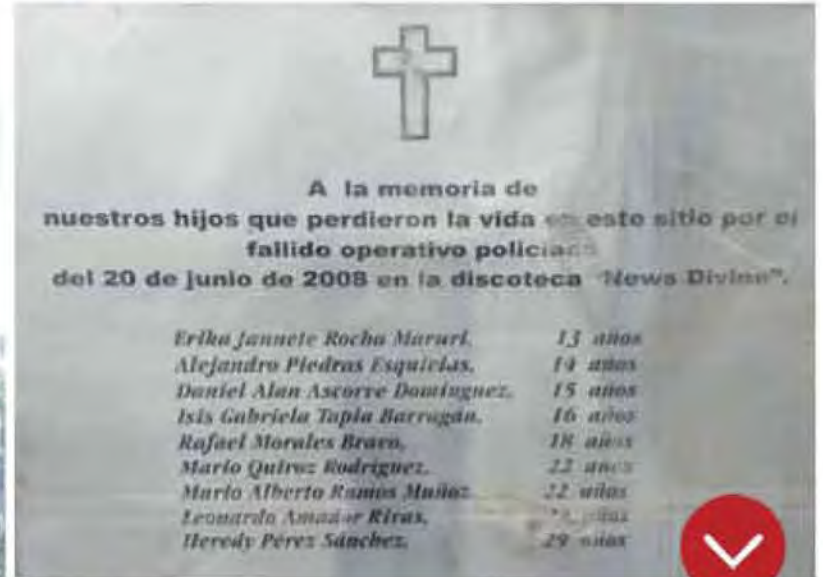 A la memoria de
nuestros hijos que perdieron la vida en este sitio por el
fallido operativo policiaco
del 20 de junio de 2008 en la discoteca "News Divine".
Erika Jannete Rocha Maruri, 13 años
Alejandro Piedras Esquivias, 14 años
Daniel Alan Ascorve Domínguez, 15 años
Isis Gabriela Tapia Barragán, 16 años
Rafael Morales Bravo, 18 años
Mario Quiroz Rodríguez, 22 años
Mario Alberto Ramos Muñoz 22 años
Leonardo Amador Rivas, años
Heredy Pérez Sánchez, 29 años